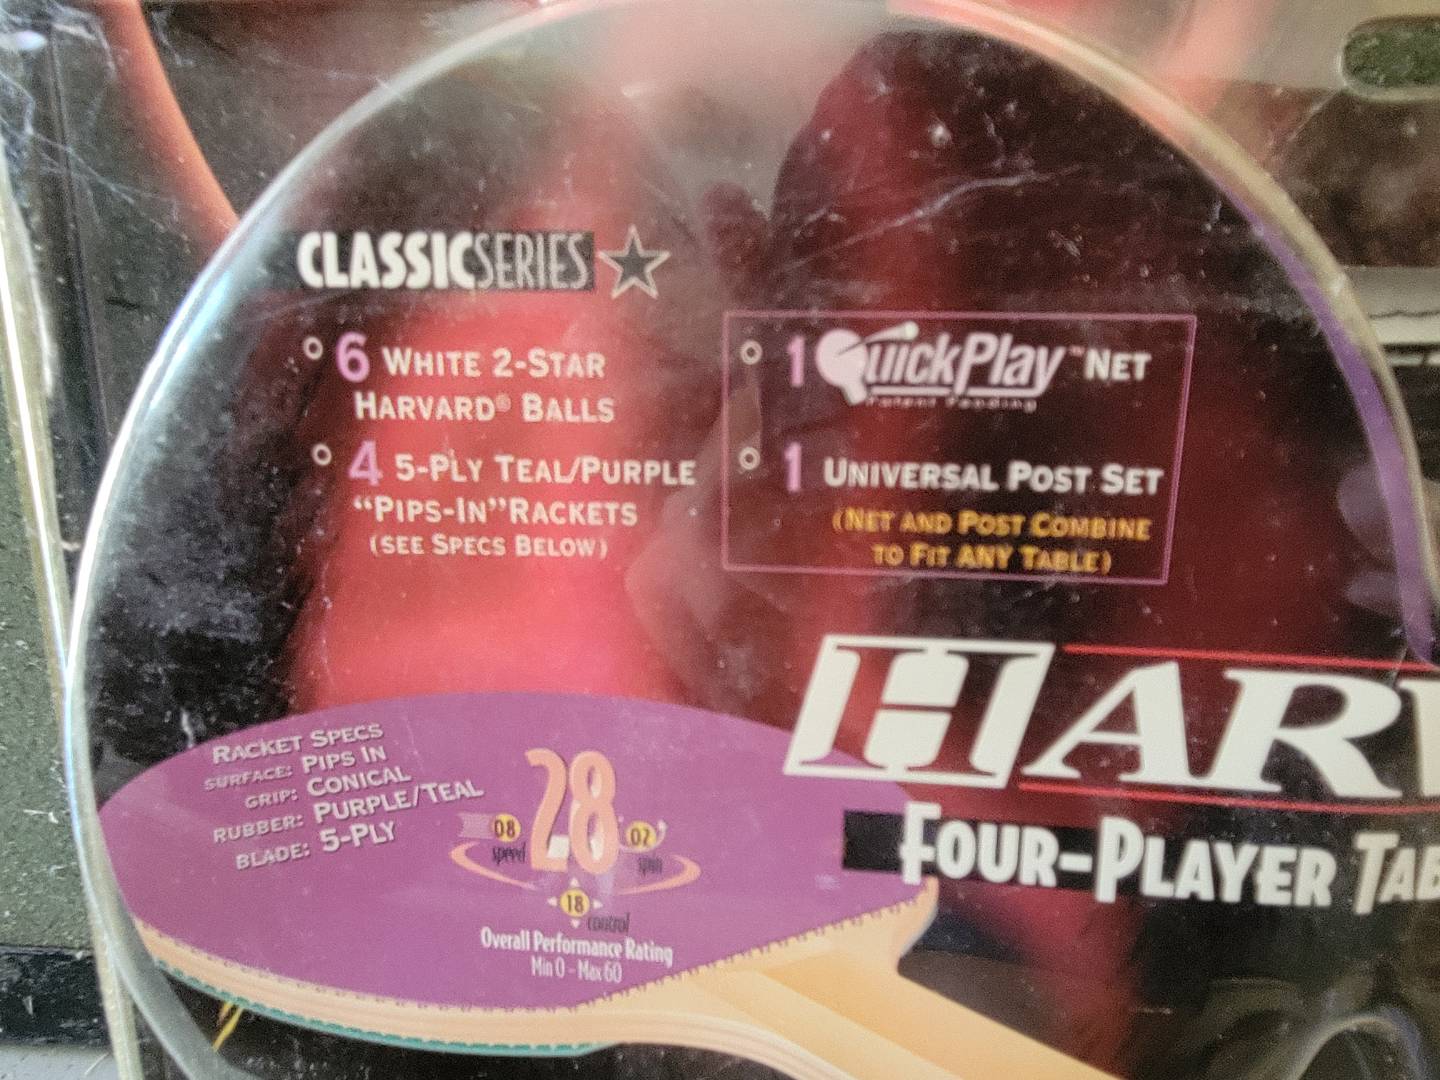 CLASSICSERIES
6 WHITE 2-STAR
HARVARD® BALLS
4 5-PLY TEAL/PURPLE
“PIPS-IN” RACKETS
(SEE SPECS BELOW)
1 QuickPlay™ NET
Patent Pending
1 UNIVERSAL POST SET
(NET AND POST COMBINE
TO FIT ANY TABLE)
HAR
FOUR-PLAYER TAB
RACKET SPECS
SURFACE: PIPS IN
GRIP: CONICAL
RUBBER: PURPLE/TEAL
BLADE: 5-PLY
28
08
speed
02
spin
18
control
Overall Performance Rating
Min 0 - Max 60